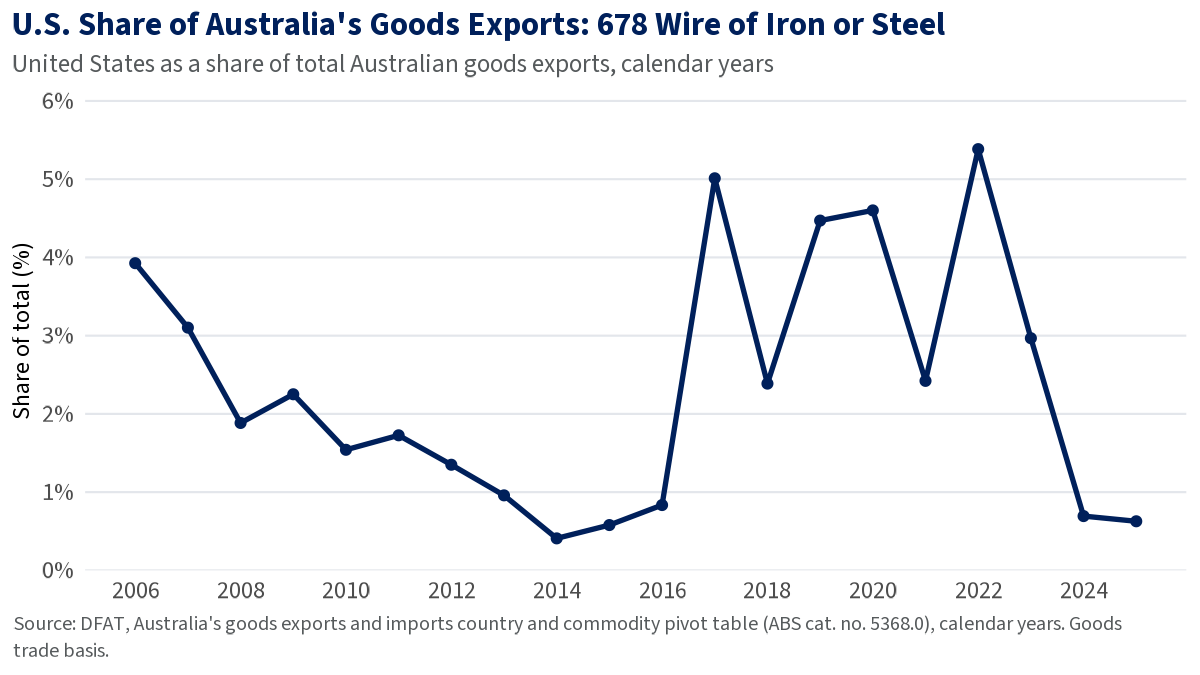 U.S. Share of Australia's Goods Exports: 678 Wire of Iron or Steel
United States as a share of total Australian goods exports, calendar years
Share of total (%)
6%
5%
4%
3%
2%
1%
0%
2006 2008 2010 2012 2014 2016 2018 2020 2022 2024
Source: DFAT, Australia's goods exports and imports country and commodity pivot table (ABS cat. no. 5368.0), calendar years. Goods
trade basis.